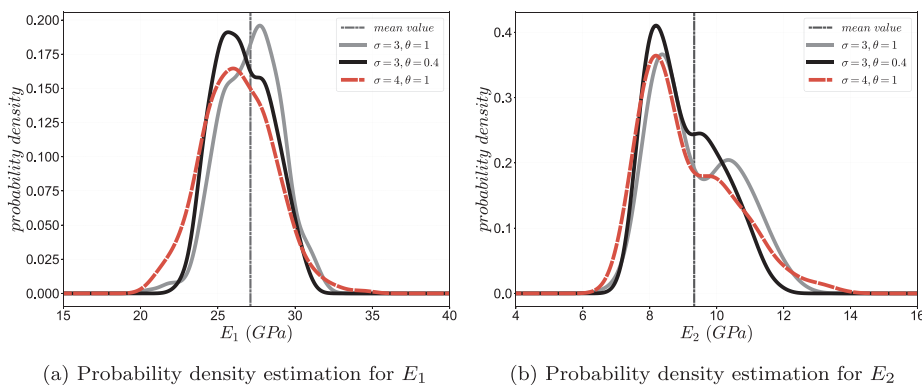 0.200
0.175
0.150
0.125
0.100
0.075
0.050
0.025
0.000
probability density
15 20 25 30 35 40
E₁ (GPa)
mean value
σ = 3, θ = 1
σ = 3, θ = 0.4
σ = 4, θ = 1
(a) Probability density estimation for E₁
0.4
0.3
0.2
0.1
0.0
probability density
4 6 8 10 12 14 16
E₂ (GPa)
mean value
σ = 3, θ = 1
σ = 3, θ = 0.4
σ = 4, θ = 1
(b) Probability density estimation for E₂